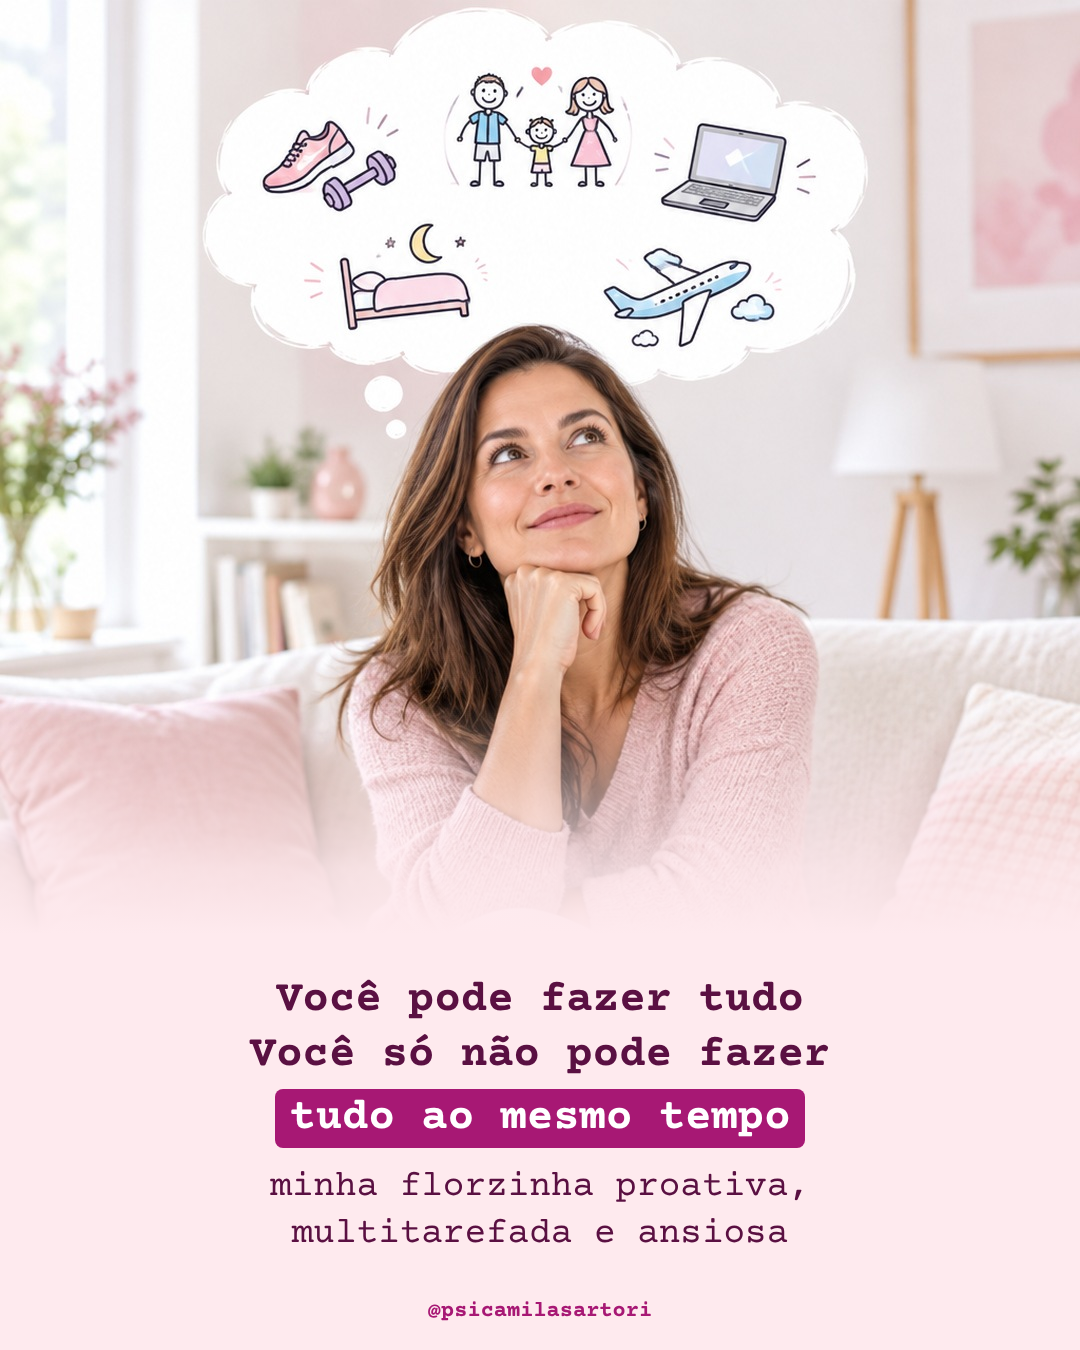 Você pode fazer tudo
Você só não pode fazer
tudo ao mesmo tempo
minha florzinha proativa,
multitarefada e ansiosa
@psicamilasartori